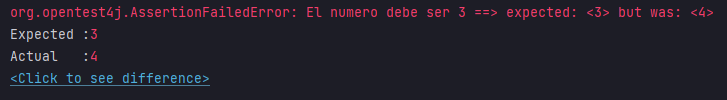 org.opentest4j.AssertionFailedError: El numero debe ser 3 ==> expected: <3> but was: <4>
Expected :3
Actual   :4
<Click to see difference>